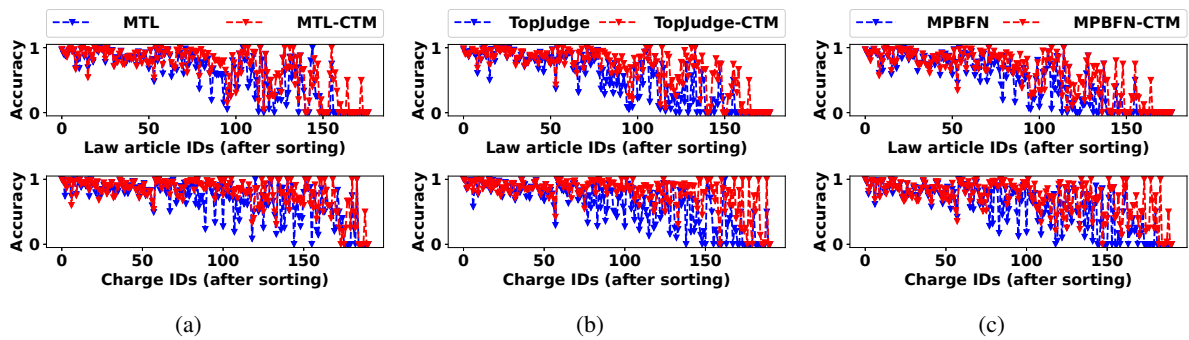 MTL MTL-CTM
Accuracy
1
0
0 50 100 150
Law article IDs (after sorting)
Accuracy
1
0
0 50 100 150
Charge IDs (after sorting)
(a)
TopJudge TopJudge-CTM
Accuracy
1
0
0 50 100 150
Law article IDs (after sorting)
Accuracy
1
0
0 50 100 150
Charge IDs (after sorting)
(b)
MPBFN MPBFN-CTM
Accuracy
1
0
0 50 100 150
Law article IDs (after sorting)
Accuracy
1
0
0 50 100 150
Charge IDs (after sorting)
(c)